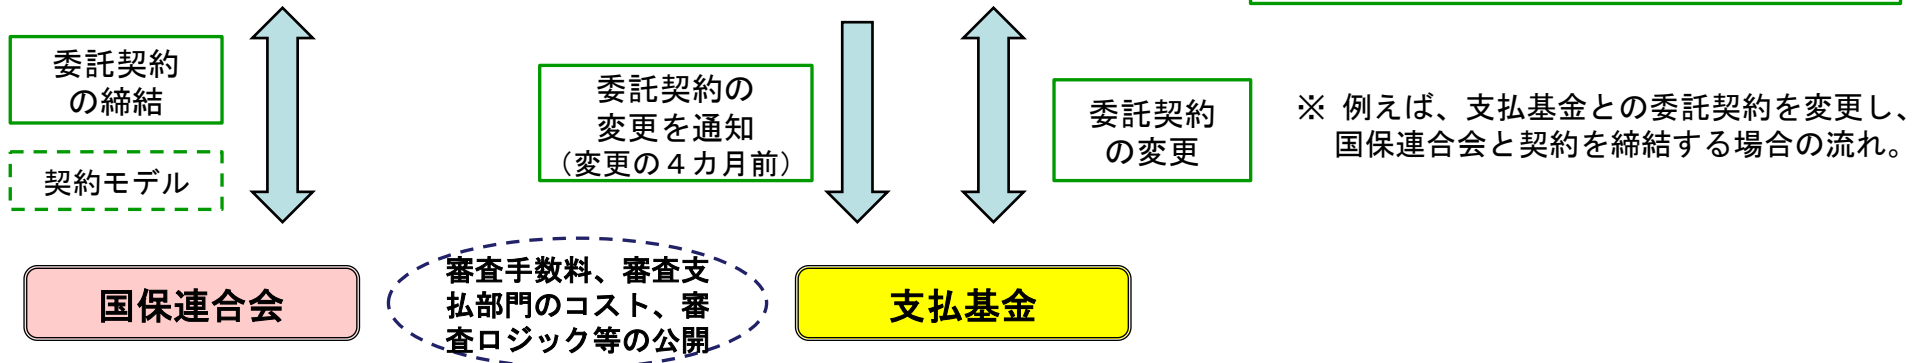 委託契約
の締結
契約モデル
委託契約の
変更を通知
（変更の４カ月前）
委託契約
の変更
※ 例えば、支払基金との委託契約を変更し、
国保連合会と契約を締結する場合の流れ。
国保連合会
審査手数料、審査支
払部門のコスト、審
査ロジック等の公開
支払基金